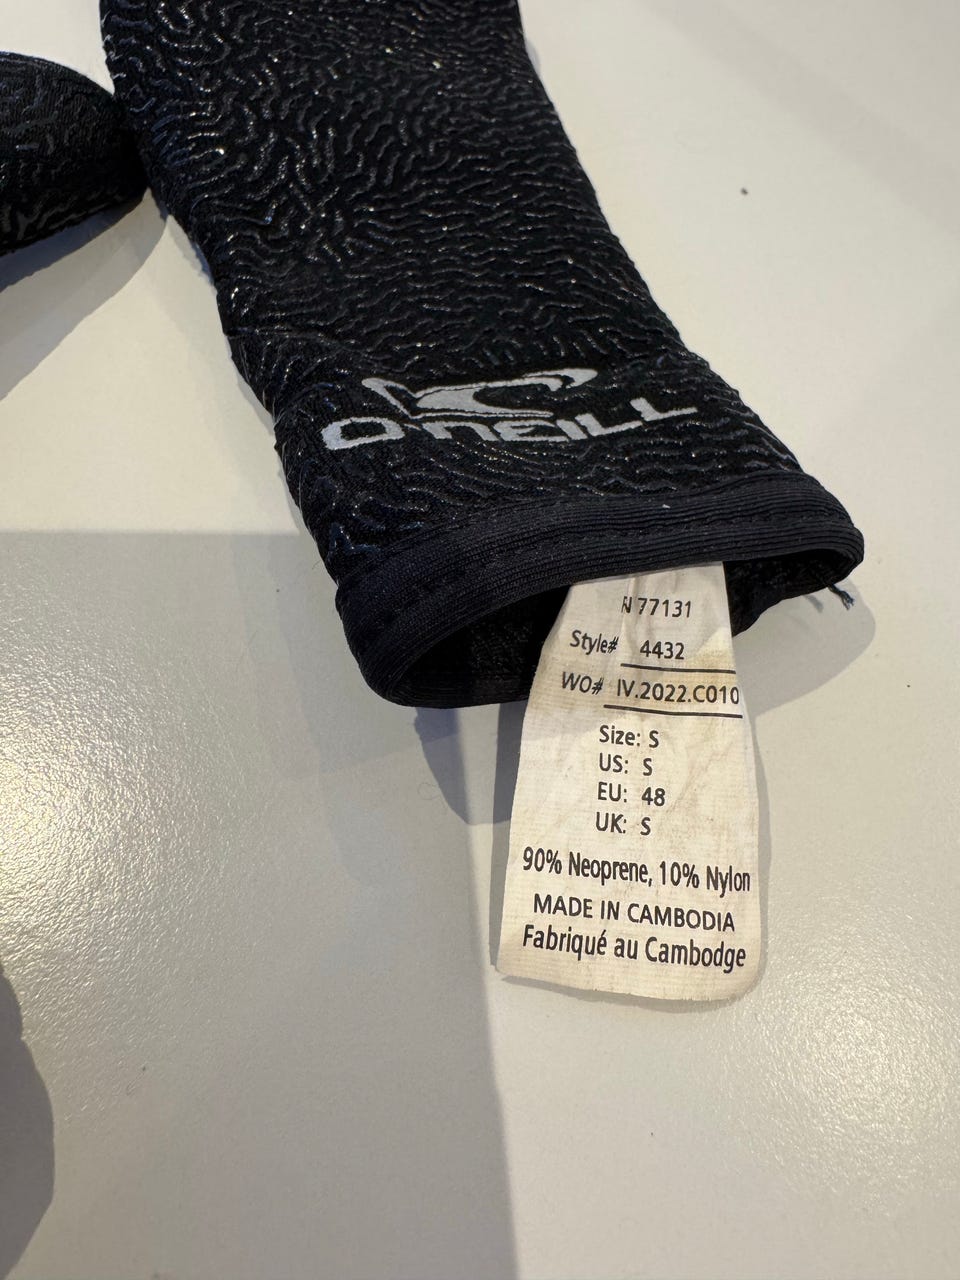 O'NEILL
N 77131
Style# 4432
WO# IV.2022.C010
Size: S
US: S
EU: 48
UK: S
90% Neoprene, 10% Nylon
MADE IN CAMBODIA
Fabriqué au Cambodge